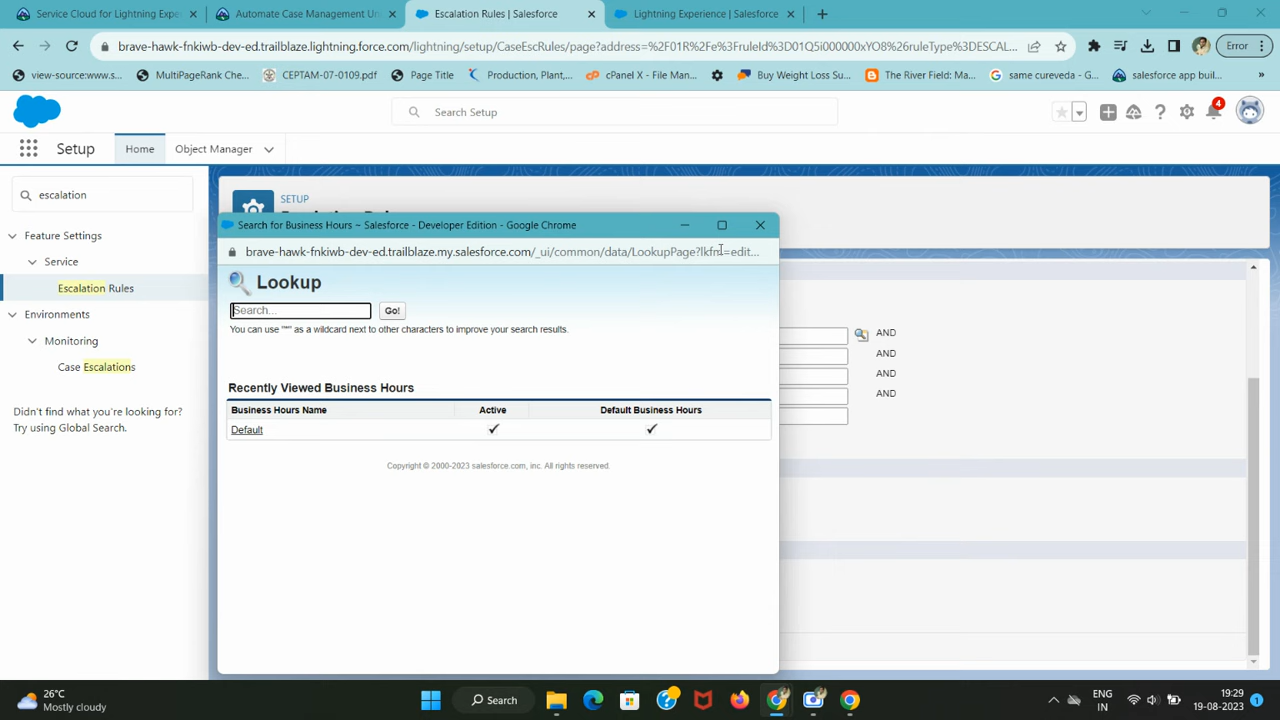 Service Cloud for Lightning Expe
Automate Case Management Un
Escalation Rules | Salesforce
Lightning Experience | Salesforce
brave-hawk-fnkiwb-dev-ed.trailblaze.lightning.force.com/lightning/setup/CaseEscRules/page?address=%2F01R%2Fe%3FruleId%3D01Q5i000000xYO8%26ruleType%3DESCAL...
Error
view-source:www.s...
MultiPageRank Che...
CEPTAM-07-0109.pdf
Page Title
Production, Plant,...
cPanel X - File Man...
Buy Weight Loss Su...
The River Field: Ma...
same cureveda - G...
salesforce app buil...
Search Setup
4
Setup
Home
Object Manager
escalation
Feature Settings
Service
Escalation Rules
Environments
Monitoring
Case Escalations
Didn't find what you're looking for?
Try using Global Search.
SETUP
Search for Business Hours ~ Salesforce - Developer Edition - Google Chrome
brave-hawk-fnkiwb-dev-ed.trailblaze.my.salesforce.com/_ui/common/data/LookupPage?lkfm=edit...
Lookup
Search...
Go!
You can use "*" as a wildcard next to other characters to improve your search results.
Recently Viewed Business Hours
Business Hours Name
Active
Default Business Hours
Default
Copyright © 2000-2023 salesforce.com, inc. All rights reserved.
AND
AND
AND
AND
26°C
Mostly cloudy
Search
ENG
IN
19:29
19-08-2023
1